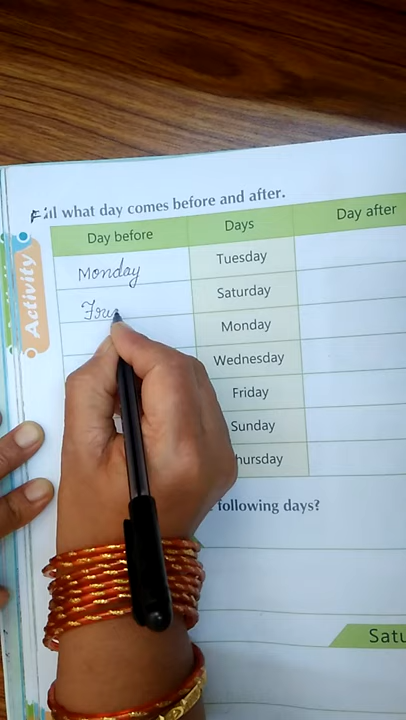 Fill what day comes before and after.
Activity
Day before Days Day after
Monday Tuesday
Saturday
Monday
Wednesday
Friday
Sunday
hursday
following days?
Satu